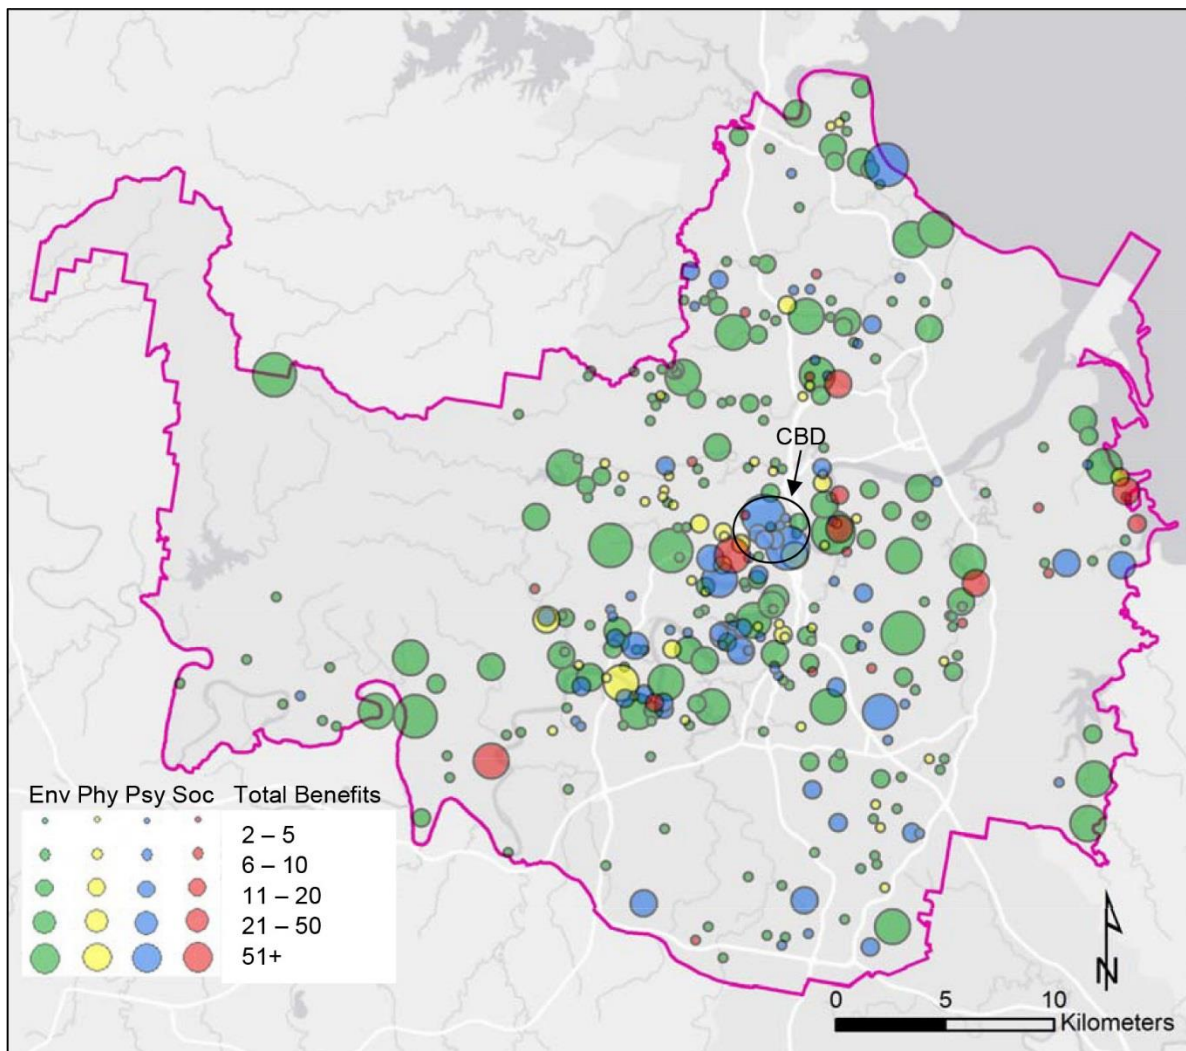 CBD
Env Phy Psy Soc Total Benefits
2 – 5
6 – 10
11 – 20
21 – 50
51+
N
0 5 10
Kilometers